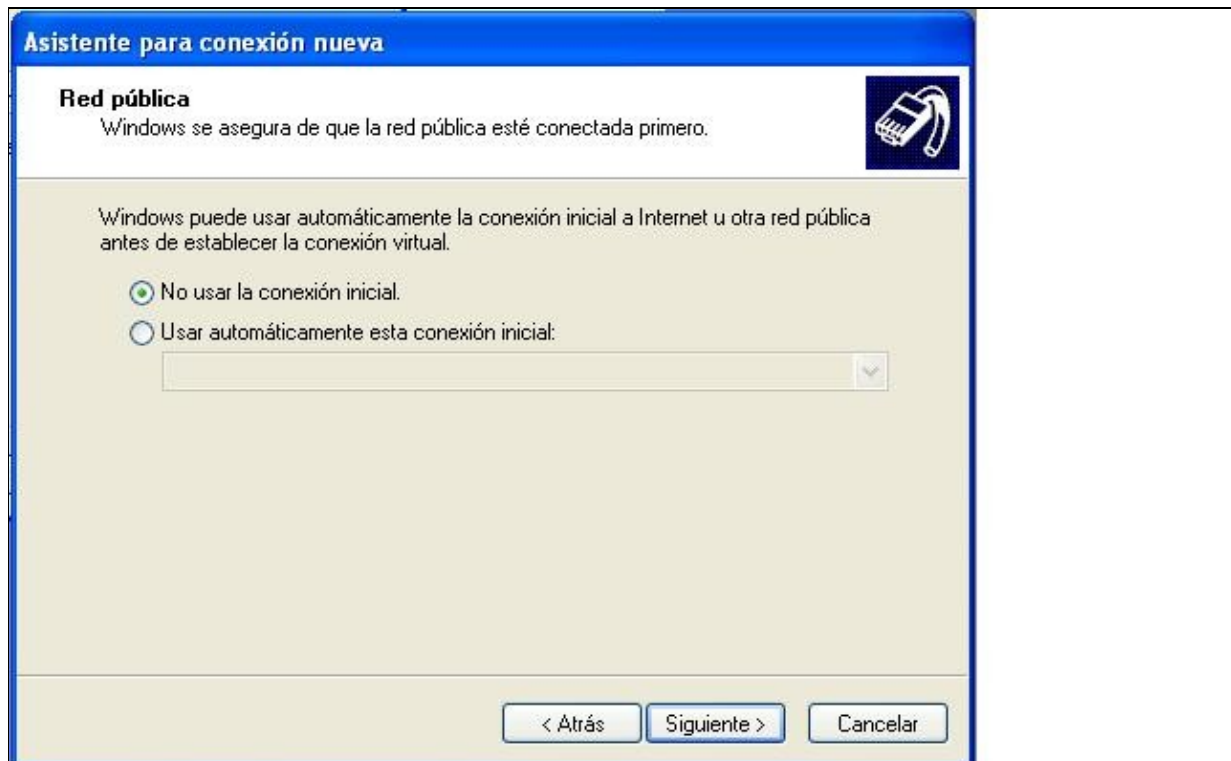 Asistente para conexión nueva
Red pública
Windows se asegura de que la red pública esté conectada primero.
Windows puede usar automáticamente la conexión inicial a Internet u otra red pública
antes de establecer la conexión virtual.
No usar la conexión inicial.
Usar automáticamente esta conexión inicial:
< Atrás
Siguiente >
Cancelar